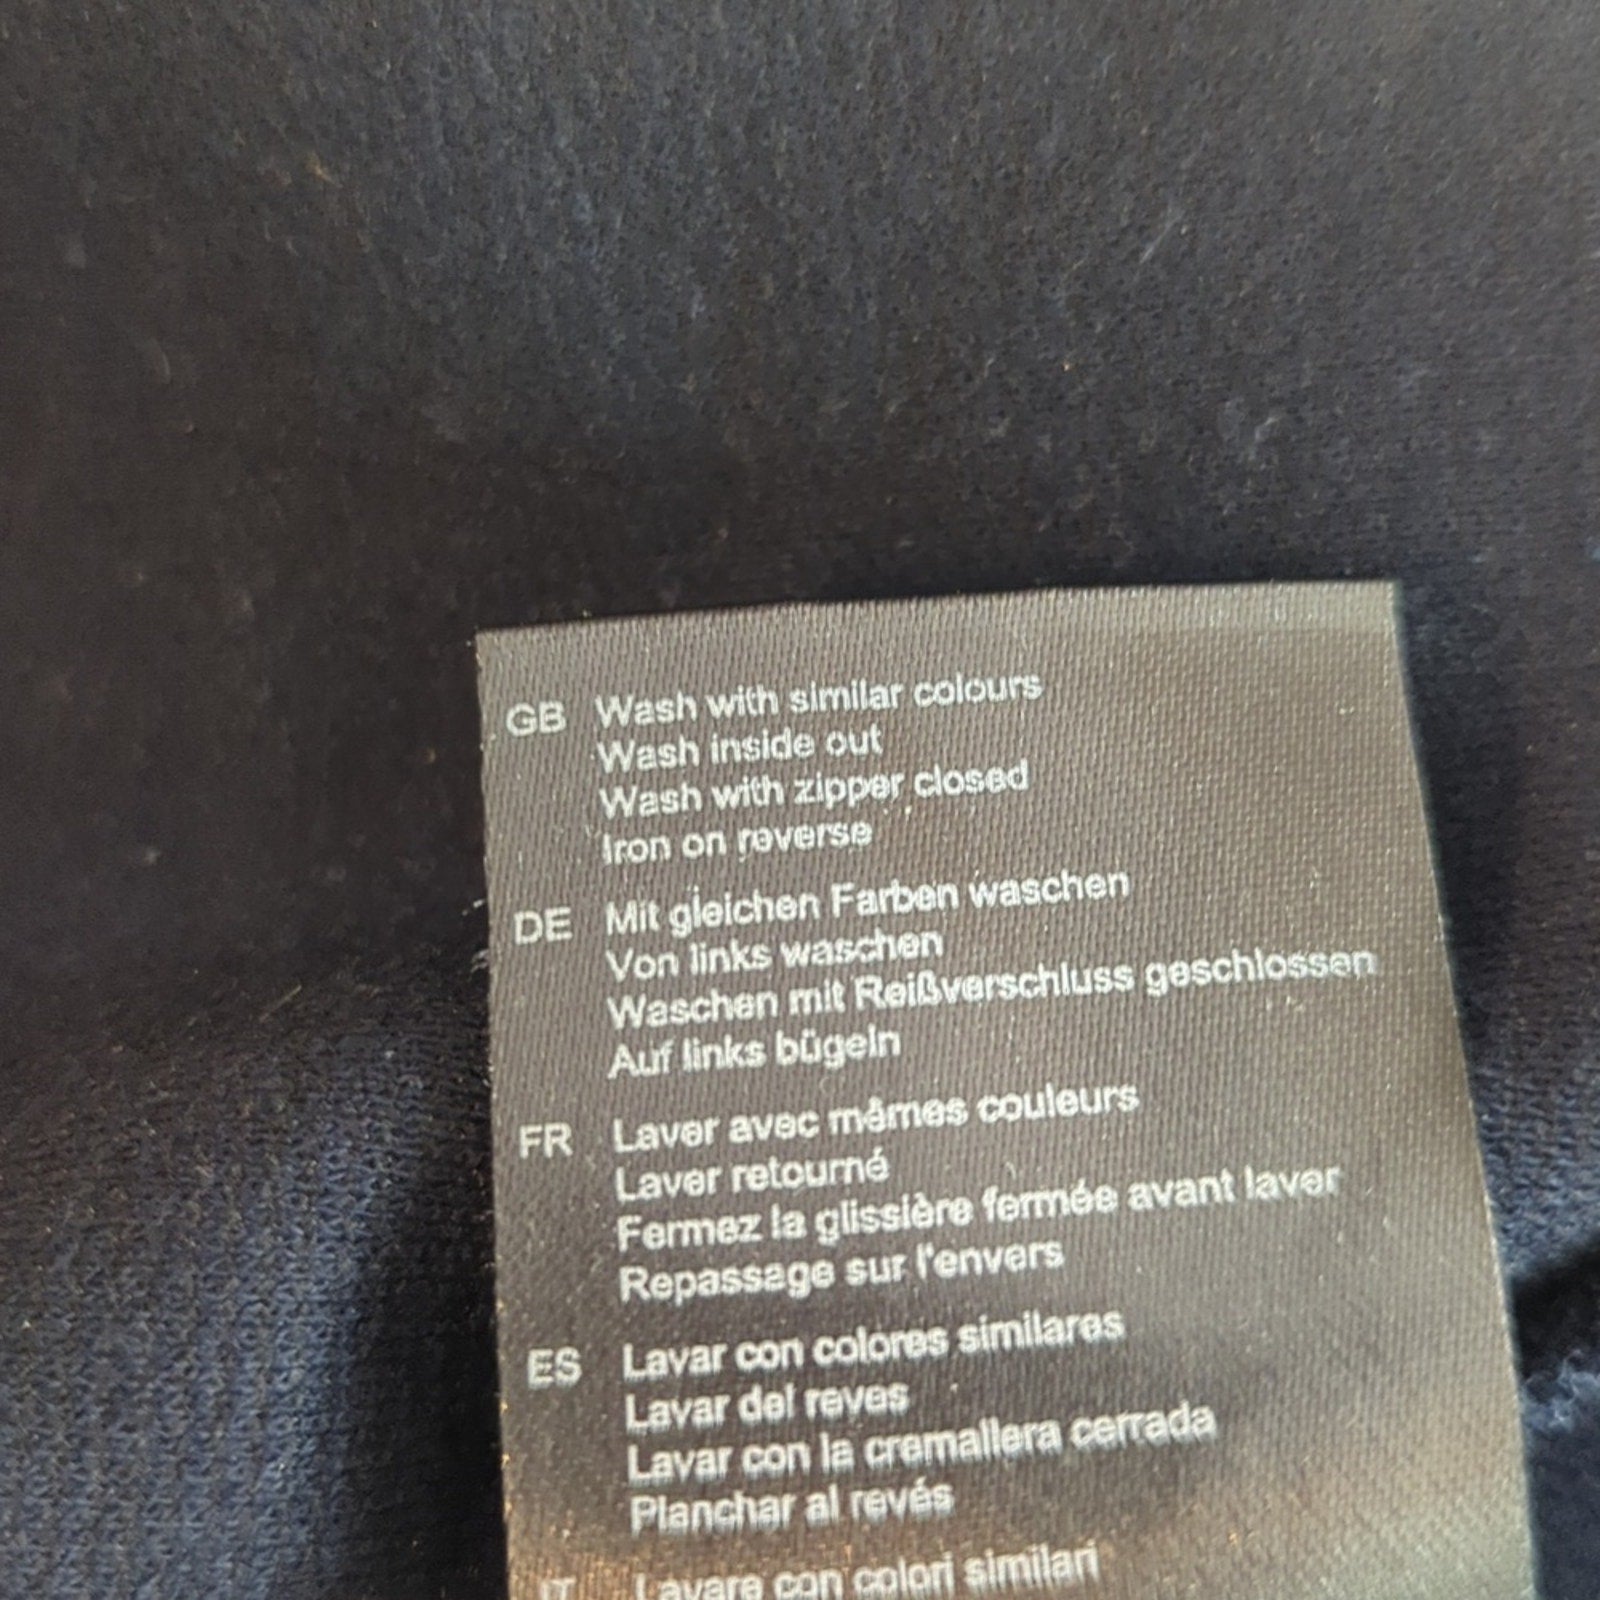 GB Wash with similar colours
Wash inside out
Wash with zipper closed
Iron on reverse
DE Mit gleichen Farben waschen
Von links waschen
Waschen mit Reißverschluss geschlossen
Auf links bügeln
FR Laver avec mêmes couleurs
Laver retourné
Fermez la glissière fermée avant laver
Repassage sur l'envers
ES Lavar con colores similares
Lavar del reves
Lavar con la cremallera cerrada
Planchar al revés
IT Lavare con colori similari